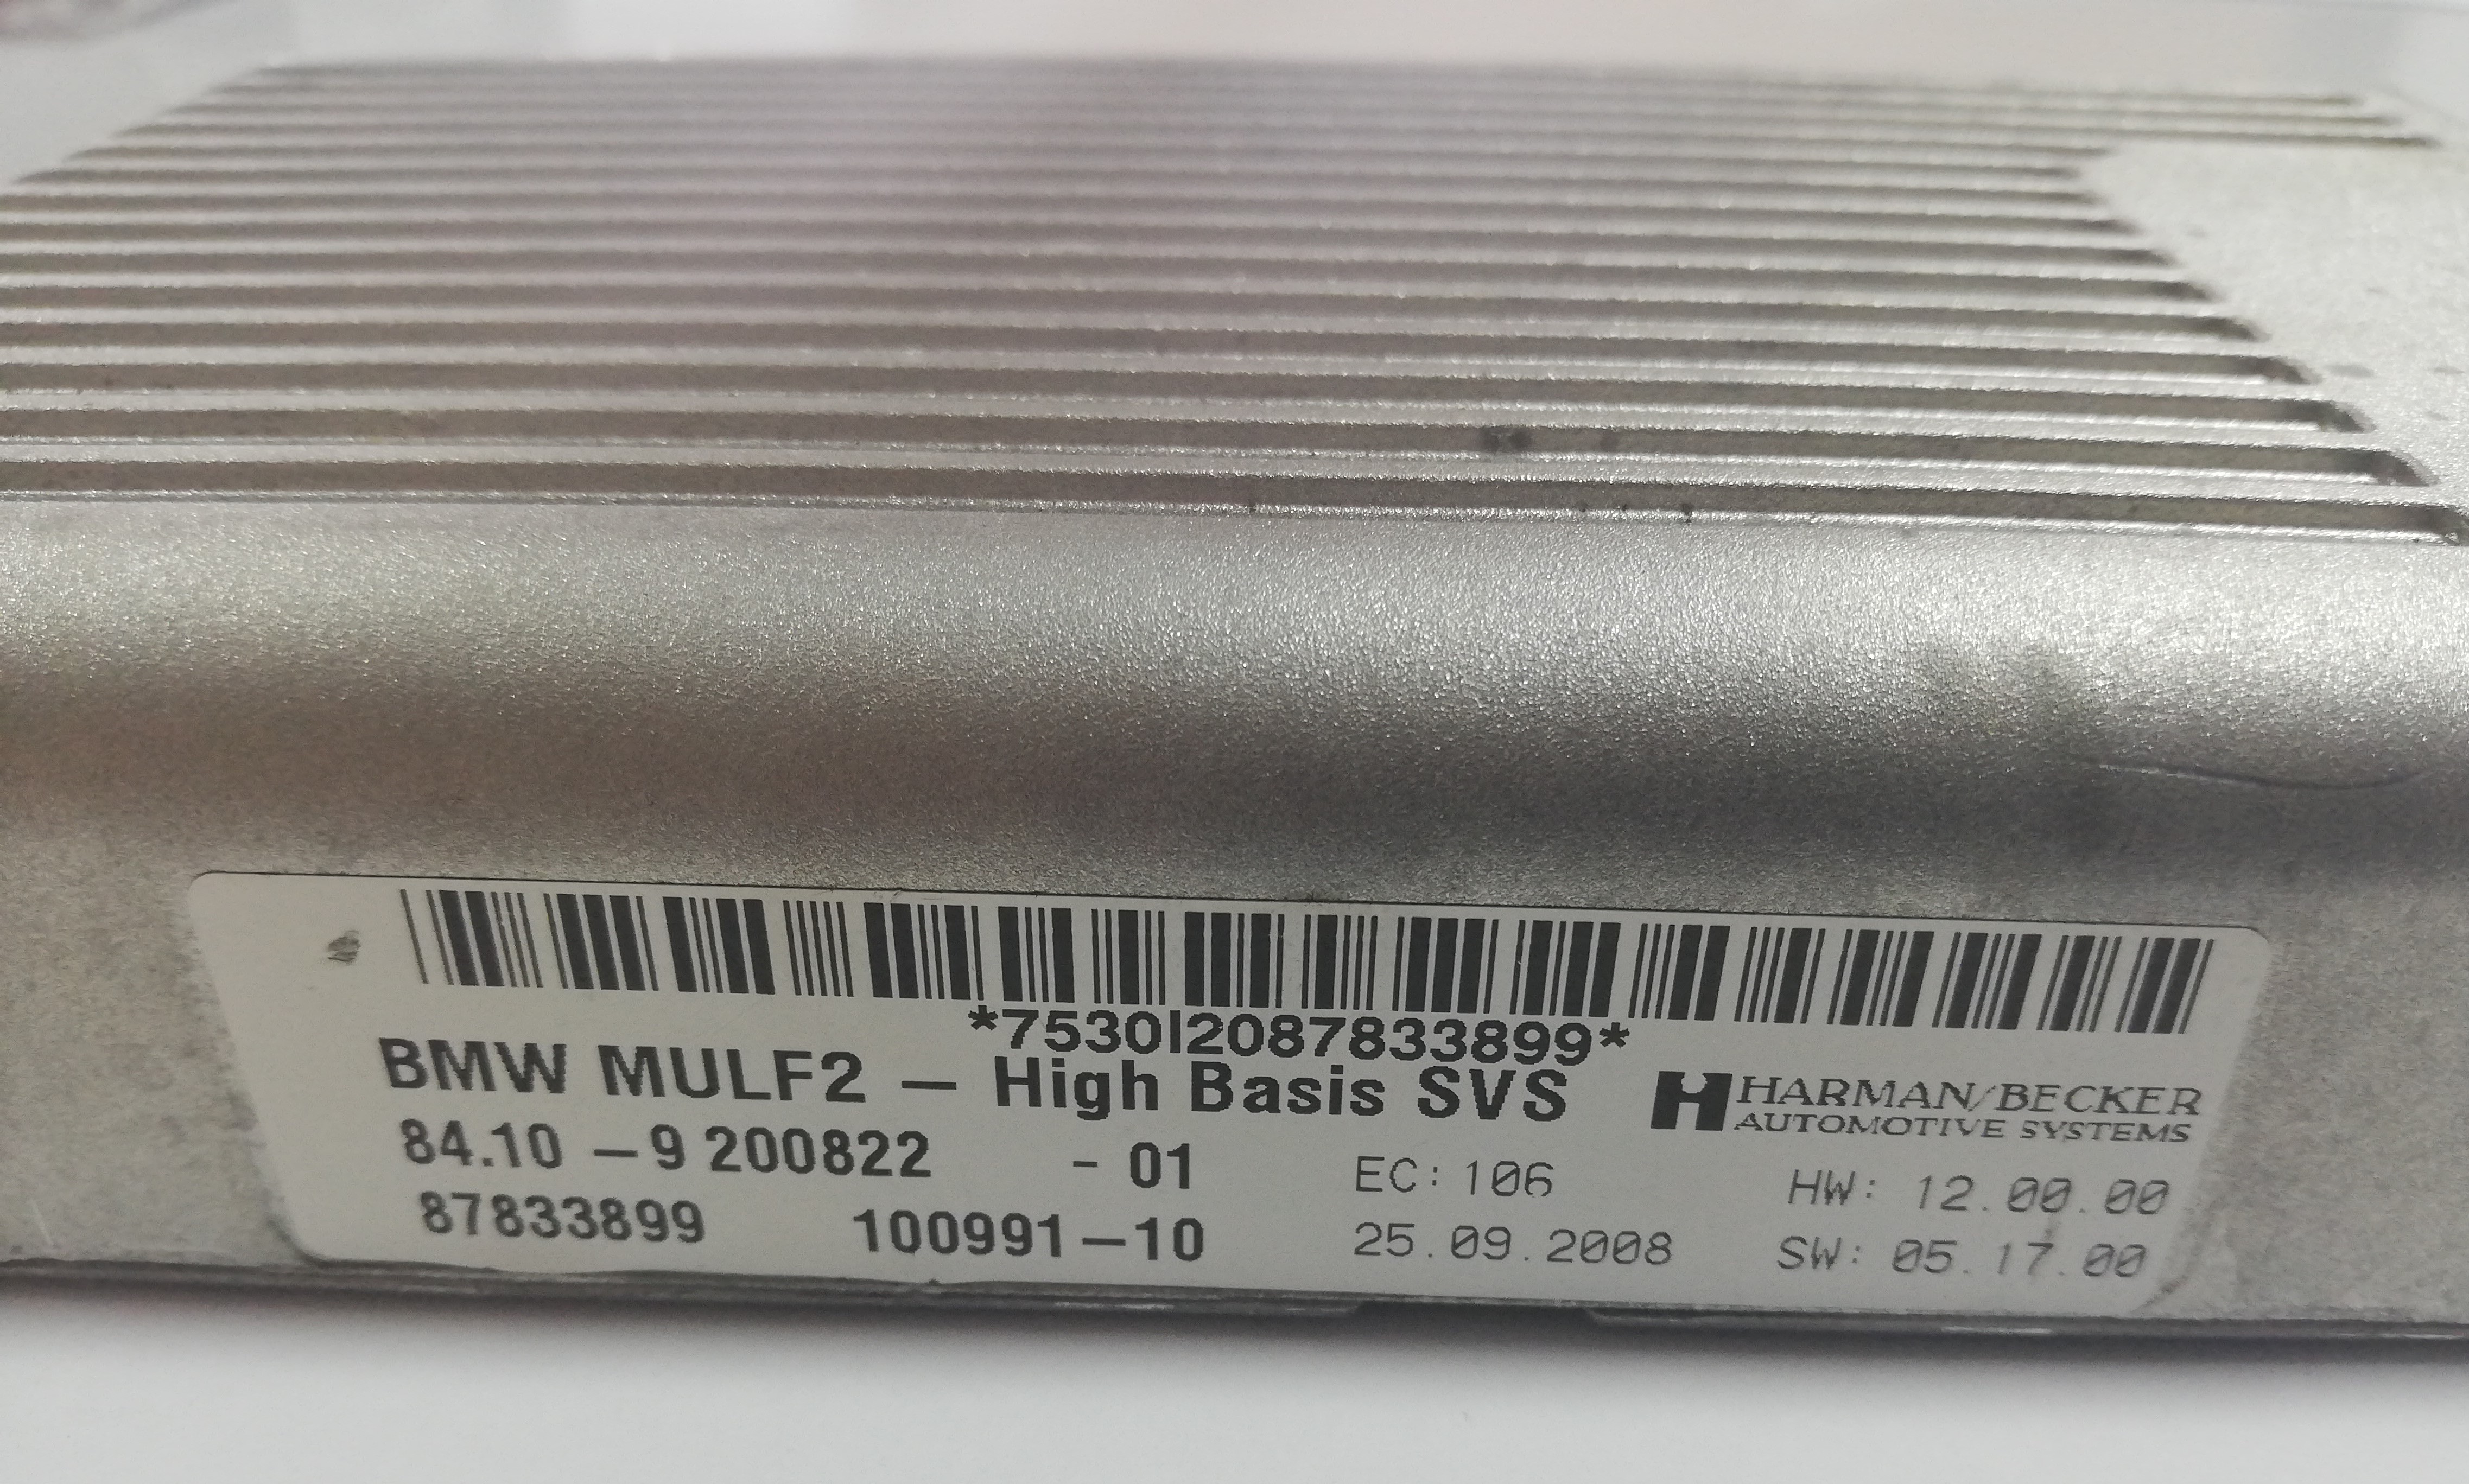 *7530I2087833899*
BMW MULF2 – High Basis SVS
HARMAN/BECKER
AUTOMOTIVE SYSTEMS
84.10 –9 200822 - 01
EC: 106
HW: 12.00.00
87833899 100991–10
25.09.2008
SW: 05.17.00